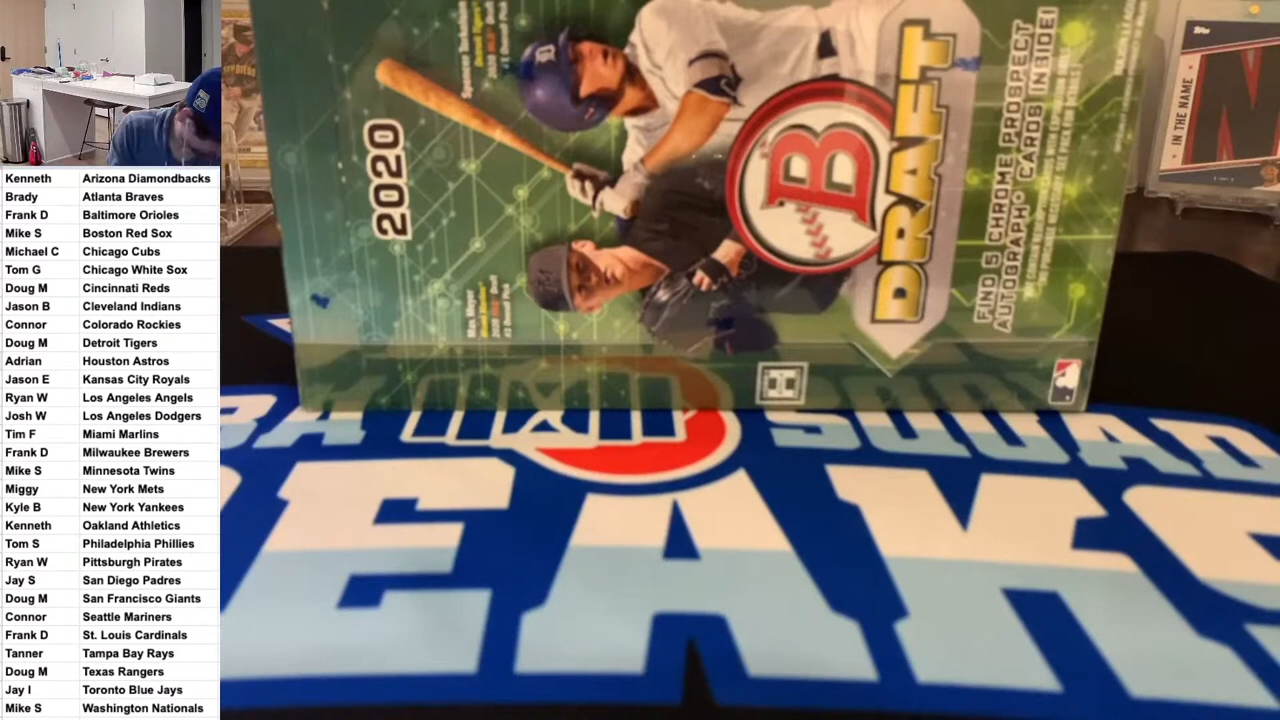 Kenneth Arizona Diamondbacks
Brady Atlanta Braves
Frank D Baltimore Orioles
Mike S Boston Red Sox
Michael C Chicago Cubs
Tom G Chicago White Sox
Doug M Cincinnati Reds
Jason B Cleveland Indians
Connor Colorado Rockies
Doug M Detroit Tigers
Adrian Houston Astros
Jason E Kansas City Royals
Ryan W Los Angeles Angels
Josh W Los Angeles Dodgers
Tim F Miami Marlins
Frank D Milwaukee Brewers
Mike S Minnesota Twins
Miggy New York Mets
Kyle B New York Yankees
Kenneth Oakland Athletics
Tom S Philadelphia Phillies
Ryan W Pittsburgh Pirates
Jay S San Diego Padres
Doug M San Francisco Giants
Connor Seattle Mariners
Frank D St. Louis Cardinals
Tanner Tampa Bay Rays
Doug M Texas Rangers
Jay I Toronto Blue Jays
Mike S Washington Nationals
2020
Spencer Torkelson
Max Meyer
B
DRAFT
FIND 5 CHROME PROSPECT
AUTOGRAPH CARDS INSIDE!
IN THE NAME
N
SQUAD